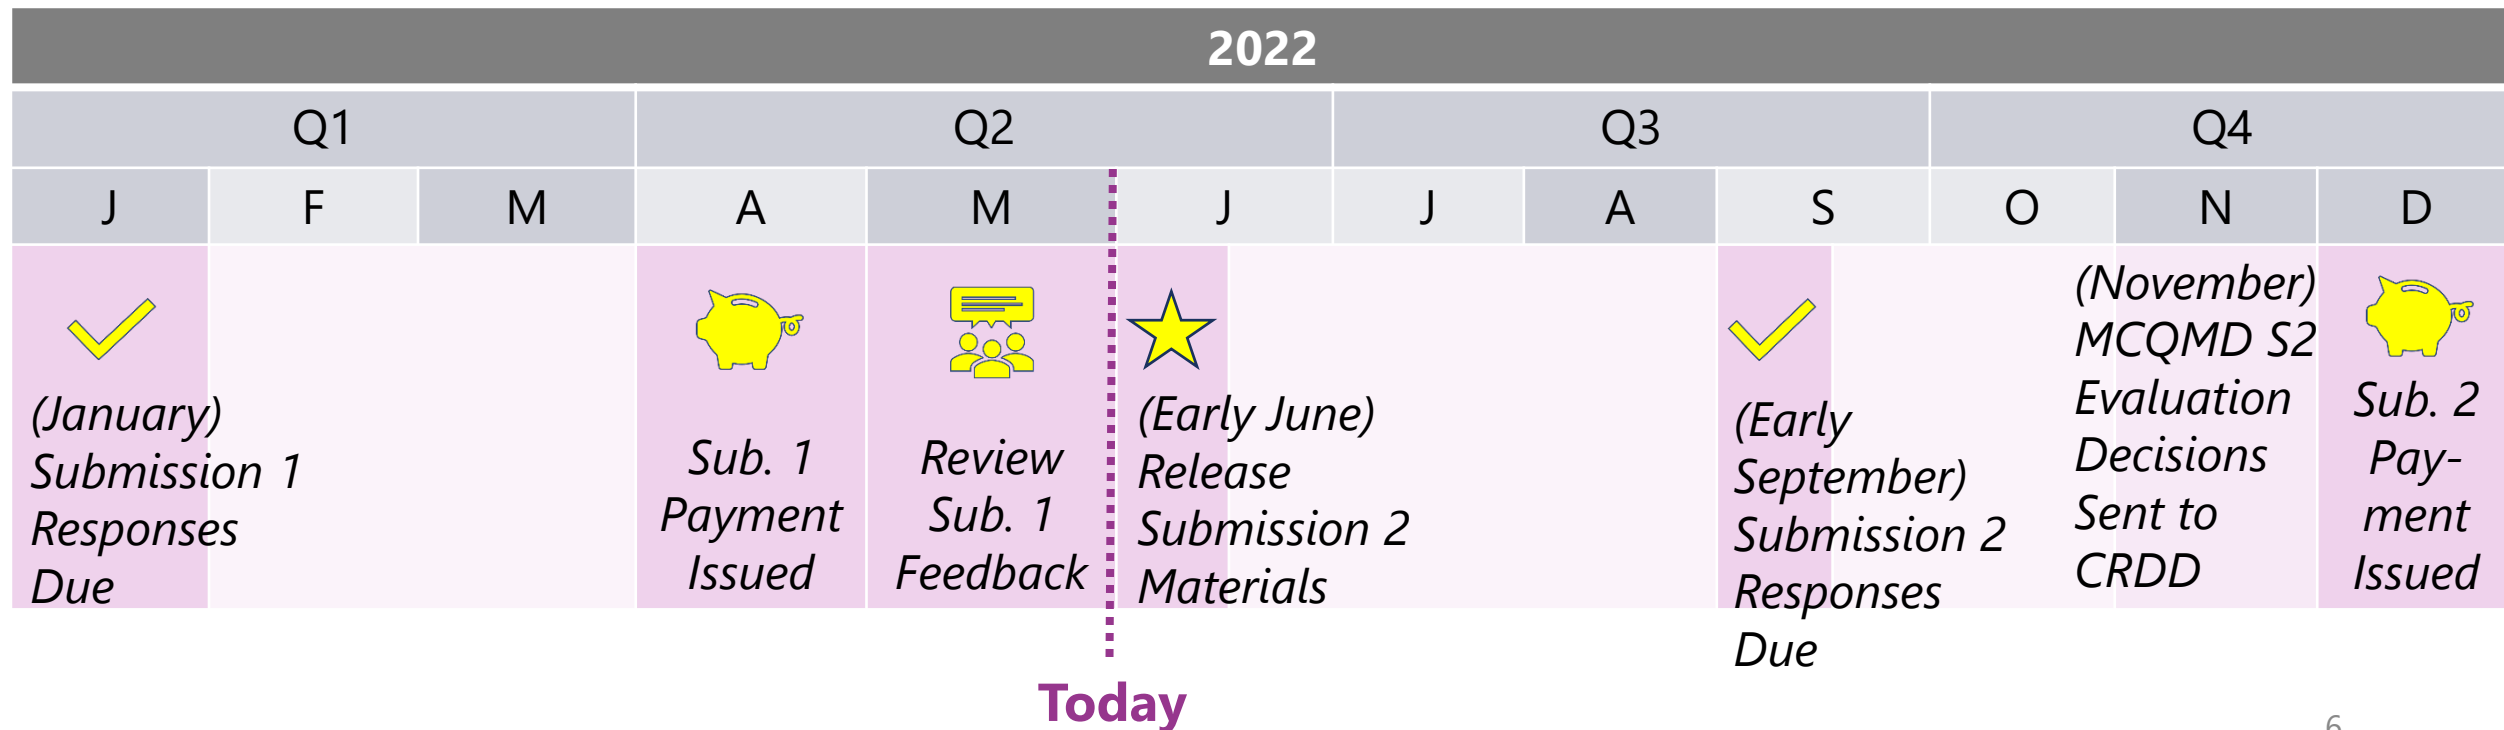 2022
Q1 Q2 Q3 Q4
J F M A M J J A S O N D
(January)
Submission 1
Responses
Due
Sub. 1
Payment
Issued
Review
Sub. 1
Feedback
(Early June)
Release
Submission 2
Materials
(Early
September)
Submission 2
Responses
Due
(November)
MCQMD S2
Evaluation
Decisions
Sent to
CRDD
Sub. 2
Pay-
ment
Issued
Today
6